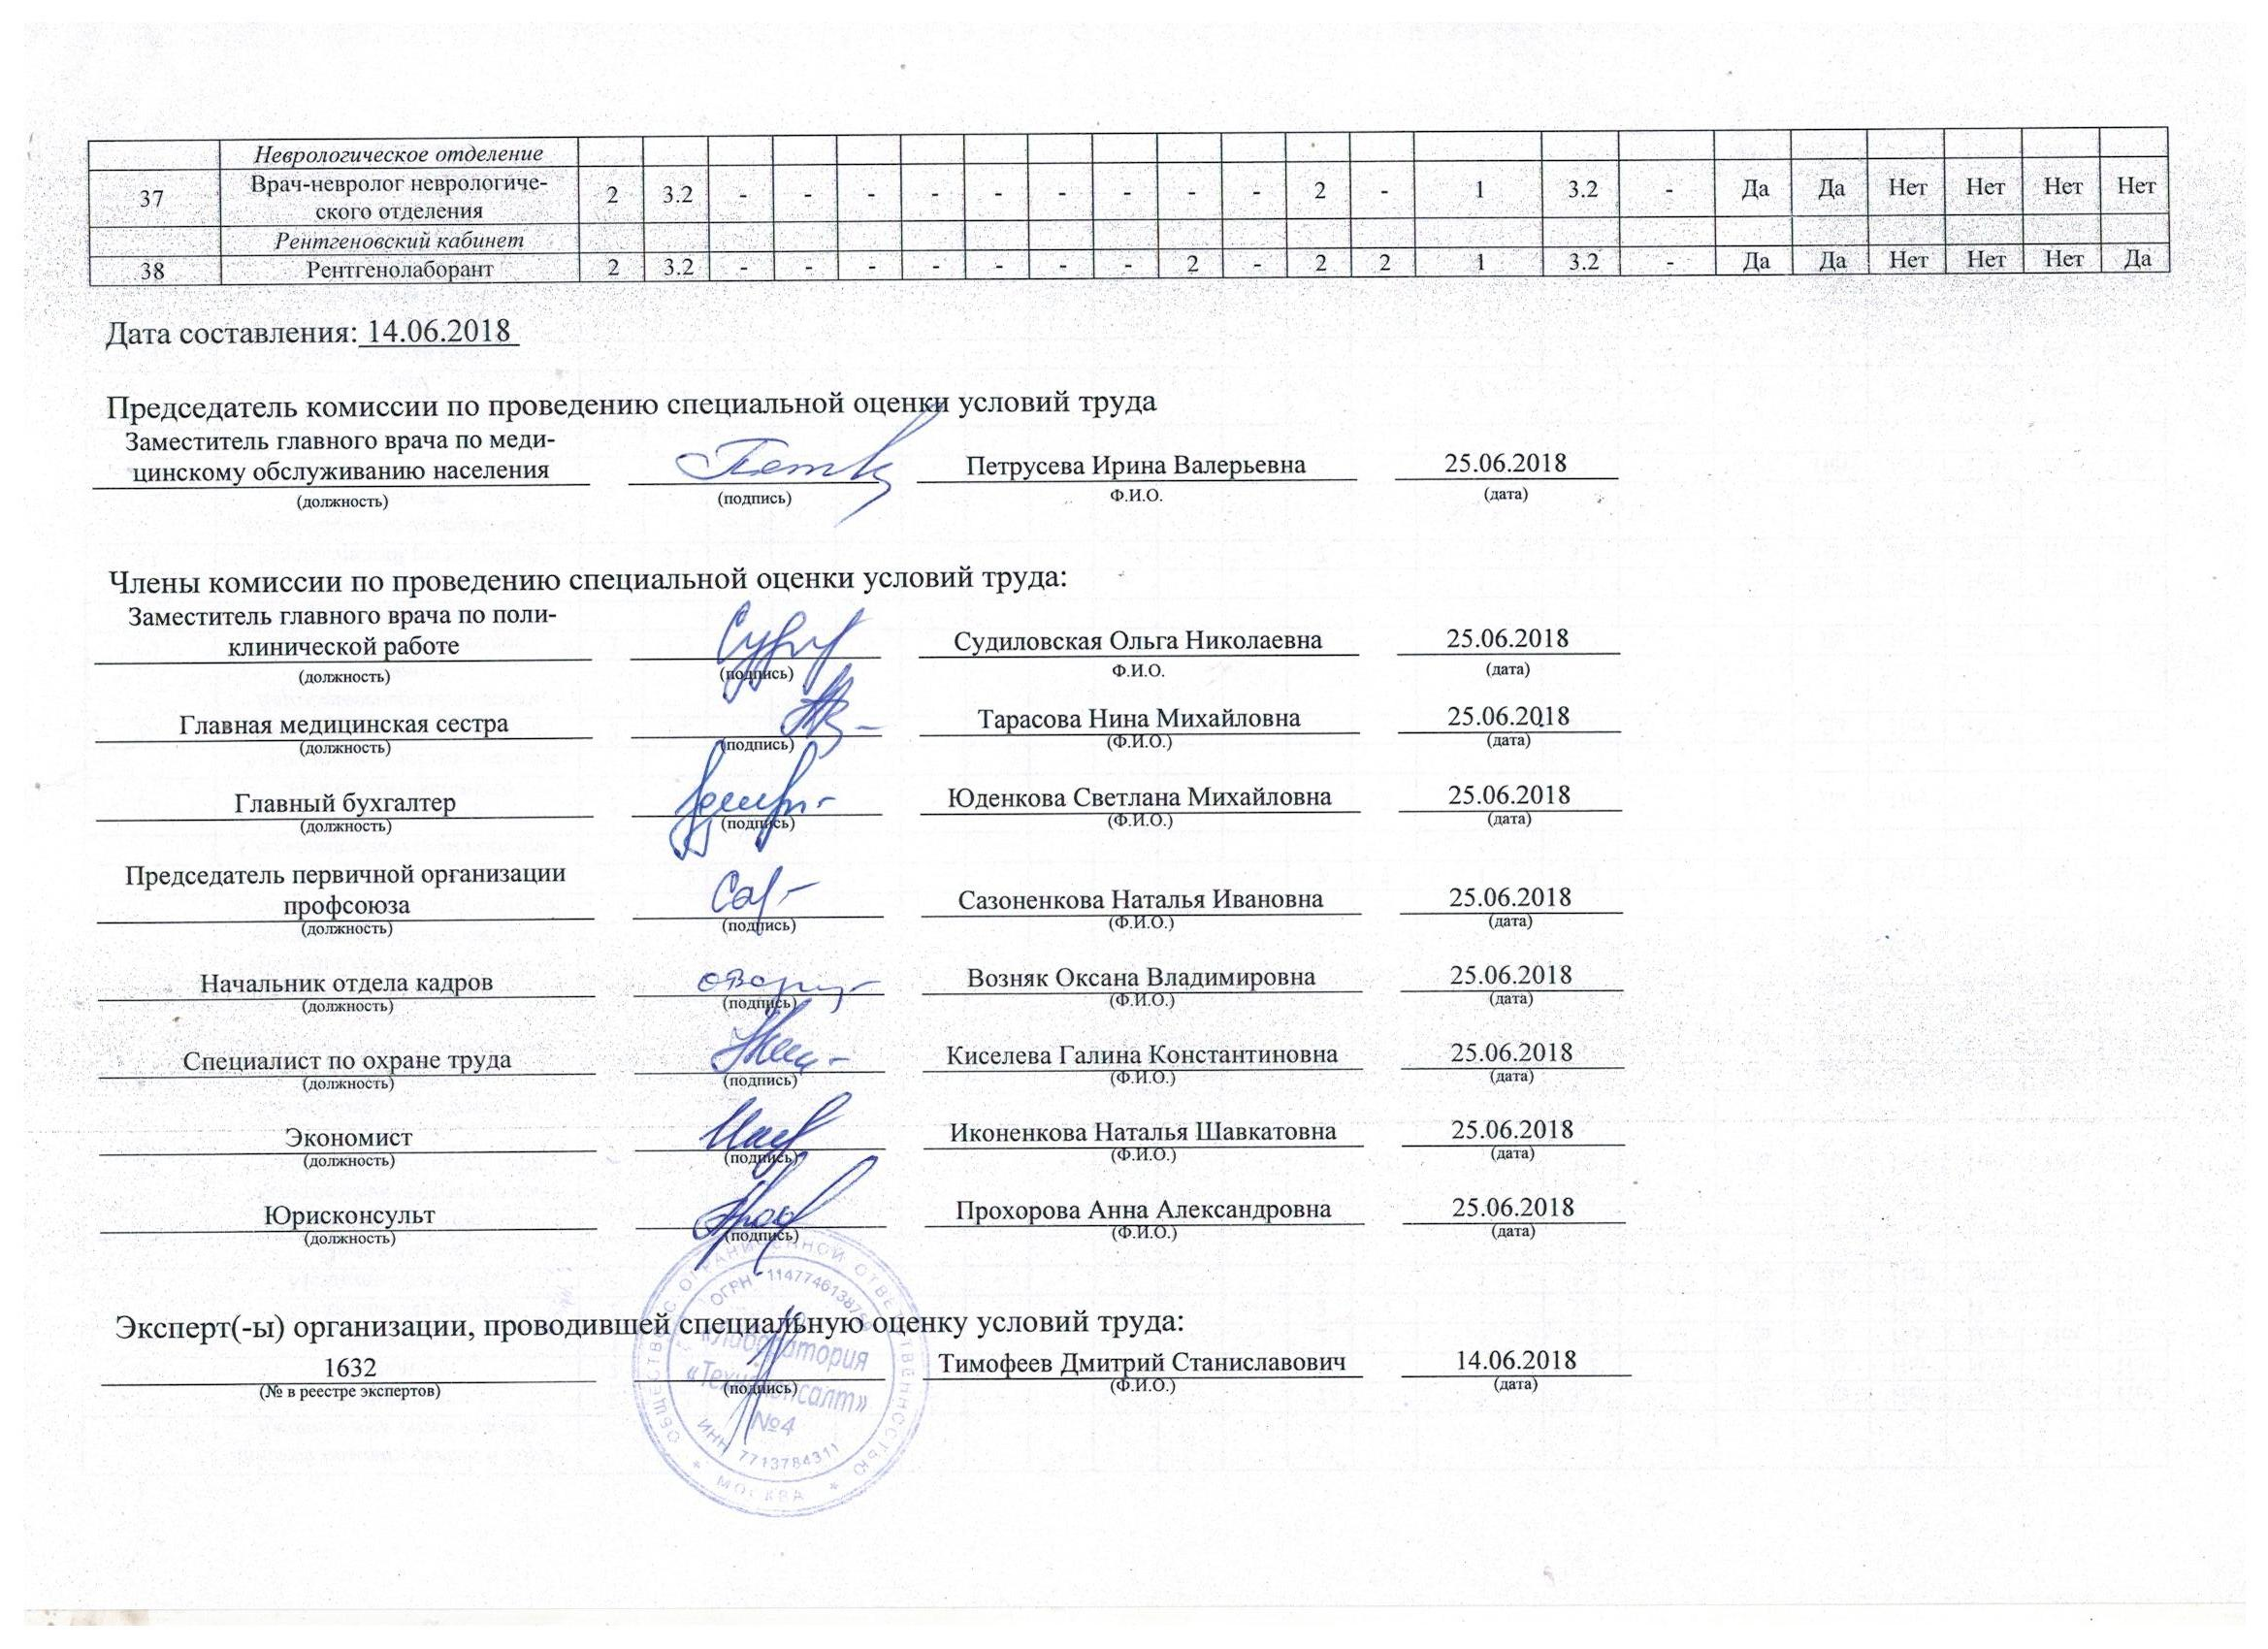 Неврологическое отделение
37 Врач-невролог неврологиче-
ского отделения 2 3.2 - - - - - - - - - 2 - 1 3.2 - Да Да Нет Нет Нет Нет
Рентгеновский кабинет
38 Рентгенолаборант 2 3.2 - - - - - - - 2 - 2 2 1 3.2 - Да Да Нет Нет Нет Да
Дата составления: 14.06.2018
Председатель комиссии по проведению специальной оценки условий труда
Заместитель главного врача по меди-
цинскому обслуживанию населения Петрусева Ирина Валерьевна 25.06.2018
(должность) (подпись) Ф.И.О. (дата)
Члены комиссии по проведению специальной оценки условий труда:
Заместитель главного врача по поли-
клинической работе Судиловская Ольга Николаевна 25.06.2018
(должность) (подпись) Ф.И.О. (дата)
Главная медицинская сестра Тарасова Нина Михайловна 25.06.2018
(должность) (подпись) (Ф.И.О.) (дата)
Главный бухгалтер Юденкова Светлана Михайловна 25.06.2018
(должность) (подпись) (Ф.И.О.) (дата)
Председатель первичной организации
профсоюза Сазоненкова Наталья Ивановна 25.06.2018
(должность) (подпись) (Ф.И.О.) (дата)
Начальник отдела кадров Возняк Оксана Владимировна 25.06.2018
(должность) (подпись) (Ф.И.О.) (дата)
Специалист по охране труда Киселева Галина Константиновна 25.06.2018
(должность) (подпись) (Ф.И.О.) (дата)
Экономист Иконенкова Наталья Шавкатовна 25.06.2018
(должность) (подпись) (Ф.И.О.) (дата)
Юрисконсульт Прохорова Анна Александровна 25.06.2018
(должность) (подпись) (Ф.И.О.) (дата)
Эксперт(-ы) организации, проводившей специальную оценку условий труда:
1632 Тимофеев Дмитрий Станиславович 14.06.2018
(№ в реестре экспертов) (подпись) (Ф.И.О.) (дата)
ОБЩЕСТВО С ОГРАНИЧЕННОЙ ОТВЕТСТВЕННОСТЬЮ
ОГРН
«Лаборатория
«Техноконсалт»
№4
ИНН 7713784311
* МОСКВА *